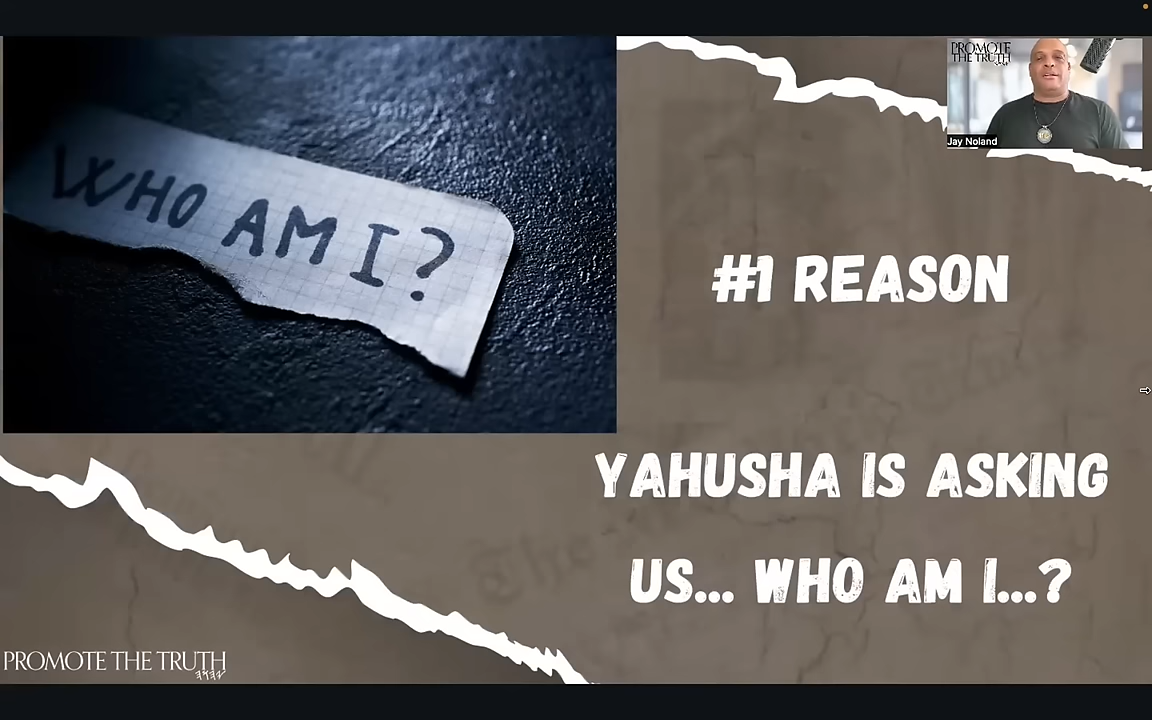 WHO AM I?
PROMOTE
THE TRUTH
Jay Noland
#1 REASON
YAHUSHA IS ASKING
US... WHO AM I...?
PROMOTE THE TRUTH